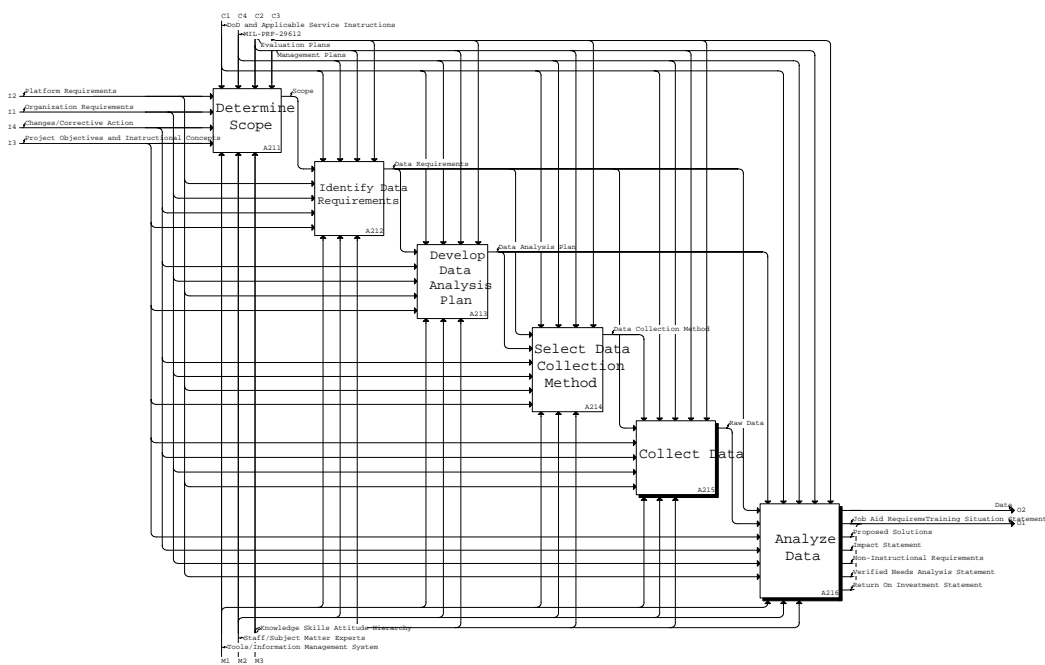 C1 C4 C2 C3
DoD and Applicable Service Instructions
MIL-PRF-29612
Evaluation Plans
Management Plans
I2 Platform Requirements
I1 Organization Requirements
I4 Changes/Corrective Action
I3 Project Objectives and Instructional Concepts
Determine
Scope
A211
Scope
Identify Data
Requirements
A212
Data Requirements
Develop
Data
Analysis
Plan
A213
Data Analysis Plan
Select Data
Collection
Method
A214
Data Collection Method
Collect Data
A215
Raw Data
Analyze
Data
A216
Data O2
Training Situation Statement O1
Job Aid
Proposed Solutions
Impact Statement
Non-Instructional Requirements
Verified Needs Analysis Statement
Return On Investment Statement
Knowledge Skills Attitude Hierarchy
Staff/Subject Matter Experts
Tools/Information Management System
M1 M2 M3